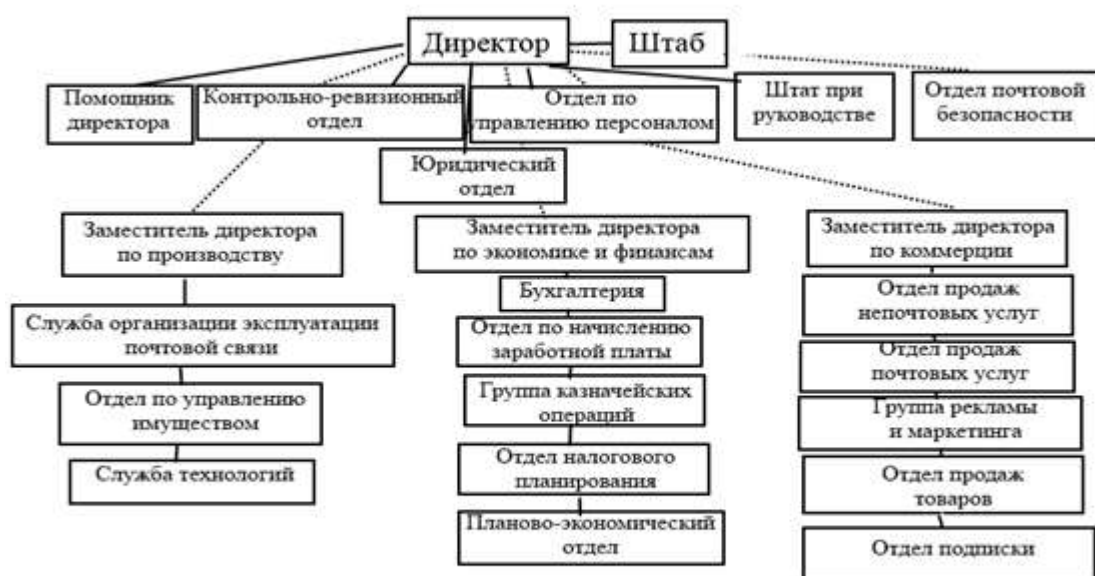 Директор
Штаб
Помощник
директора
Контрольно-ревизионный
отдел
Отдел по
управлению персоналом
Штат при
руководстве
Отдел почтовой
безопасности
Юридический
отдел
Заместитель директора
по производству
Служба организации эксплуатации
почтовой связи
Отдел по управлению
имуществом
Служба технологий
Заместитель директора
по экономике и финансам
Бухгалтерия
Отдел по начислению
заработной платы
Группа казначейских
операций
Отдел налогового
планирования
Планово-экономический
отдел
Заместитель директора
по коммерции
Отдел продаж
непочтовых услуг
Отдел продаж
почтовых услуг
Группа рекламы
и маркетинга
Отдел продаж
товаров
Отдел подписки